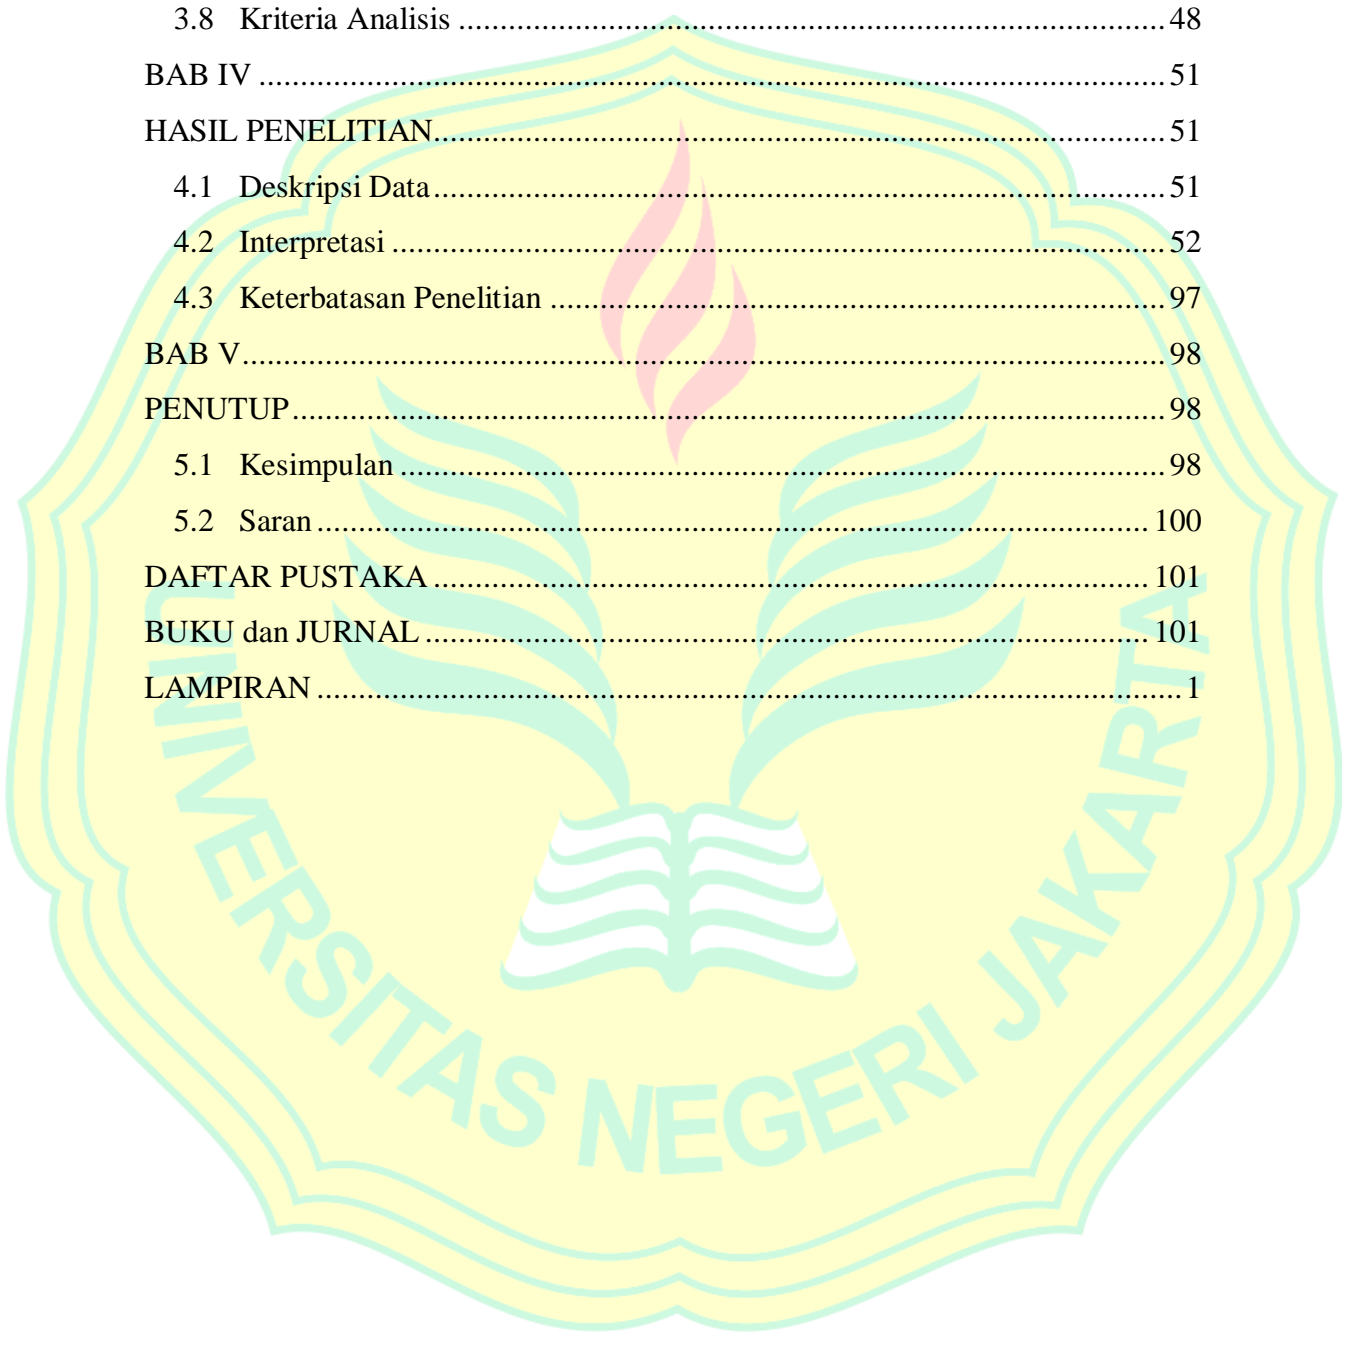 3.8 Kriteria Analisis ........................................................................................ 48
BAB IV ................................................................................................................ 51
HASIL PENELITIAN.......................................................................................... 51
4.1 Deskripsi Data........................................................................................... 51
4.2 Interpretasi ................................................................................................ 52
4.3 Keterbatasan Penelitian ............................................................................ 97
BAB V.................................................................................................................. 98
PENUTUP............................................................................................................ 98
5.1 Kesimpulan ............................................................................................... 98
5.2 Saran ....................................................................................................... 100
DAFTAR PUSTAKA ......................................................................................... 101
BUKU dan JURNAL .......................................................................................... 101
LAMPIRAN ........................................................................................................... 1
UNIVERSITAS NEGERI JAKARTA